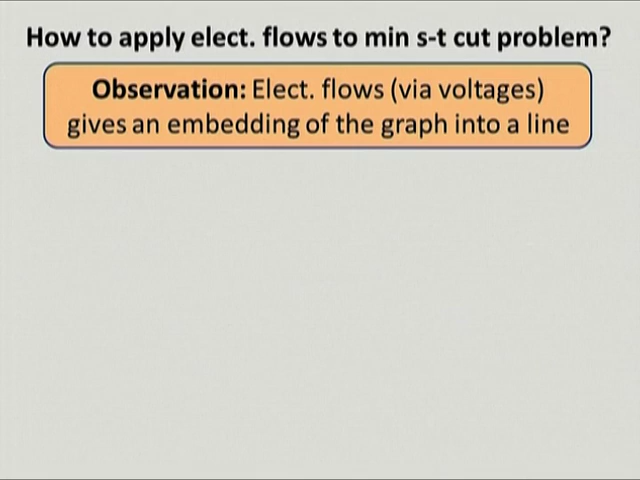 How to apply elect. flows to min s-t cut problem?
Observation: Elect. flows (via voltages)
gives an embedding of the graph into a line